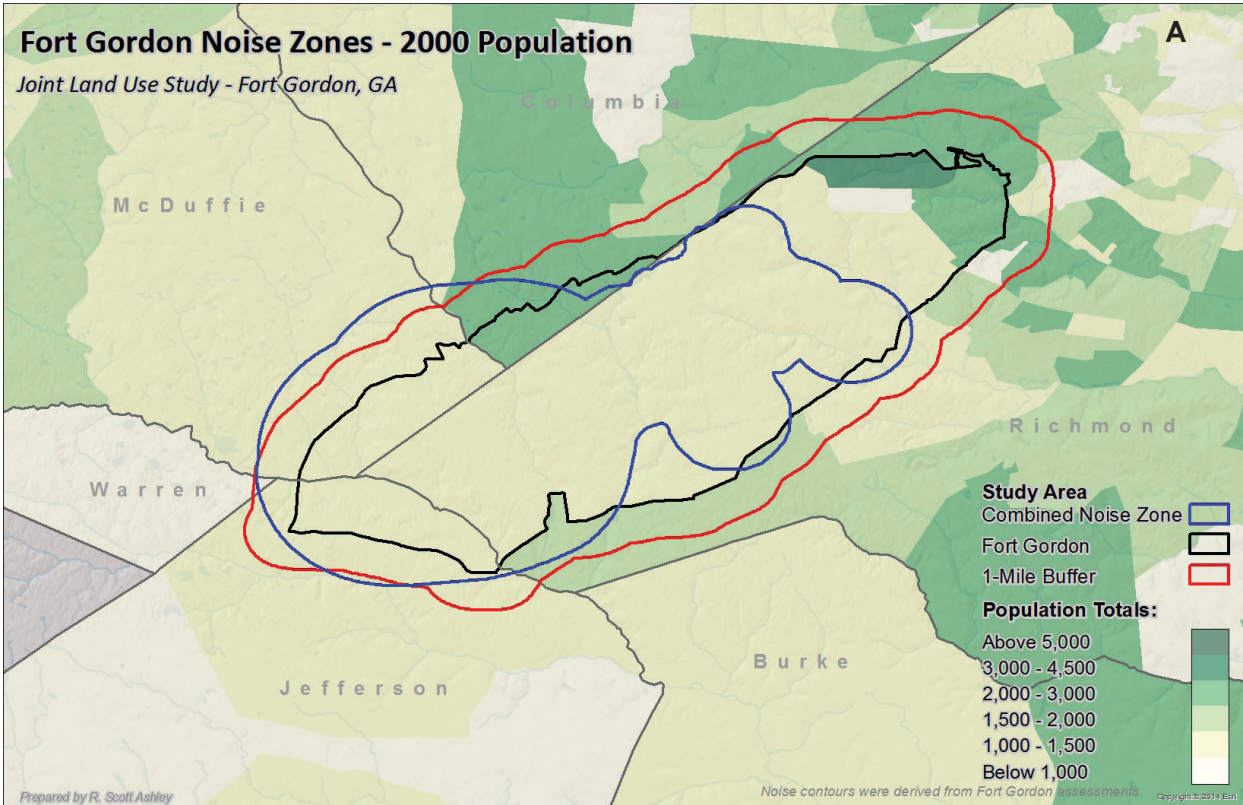 Fort Gordon Noise Zones - 2000 Population
A
Joint Land Use Study - Fort Gordon, GA
Columbia
McDuffie
Warren
Richmond
Study Area
Combined Noise Zone
Fort Gordon
1-Mile Buffer
Population Totals:
Above 5,000
3,000 - 4,500
2,000 - 3,000
1,500 - 2,000
1,000 - 1,500
Below 1,000
Burke
Jefferson
Prepared by R. Scott Ashley
Noise contours were derived from Fort Gordon assessments.
Copyright:© 2014 Esri